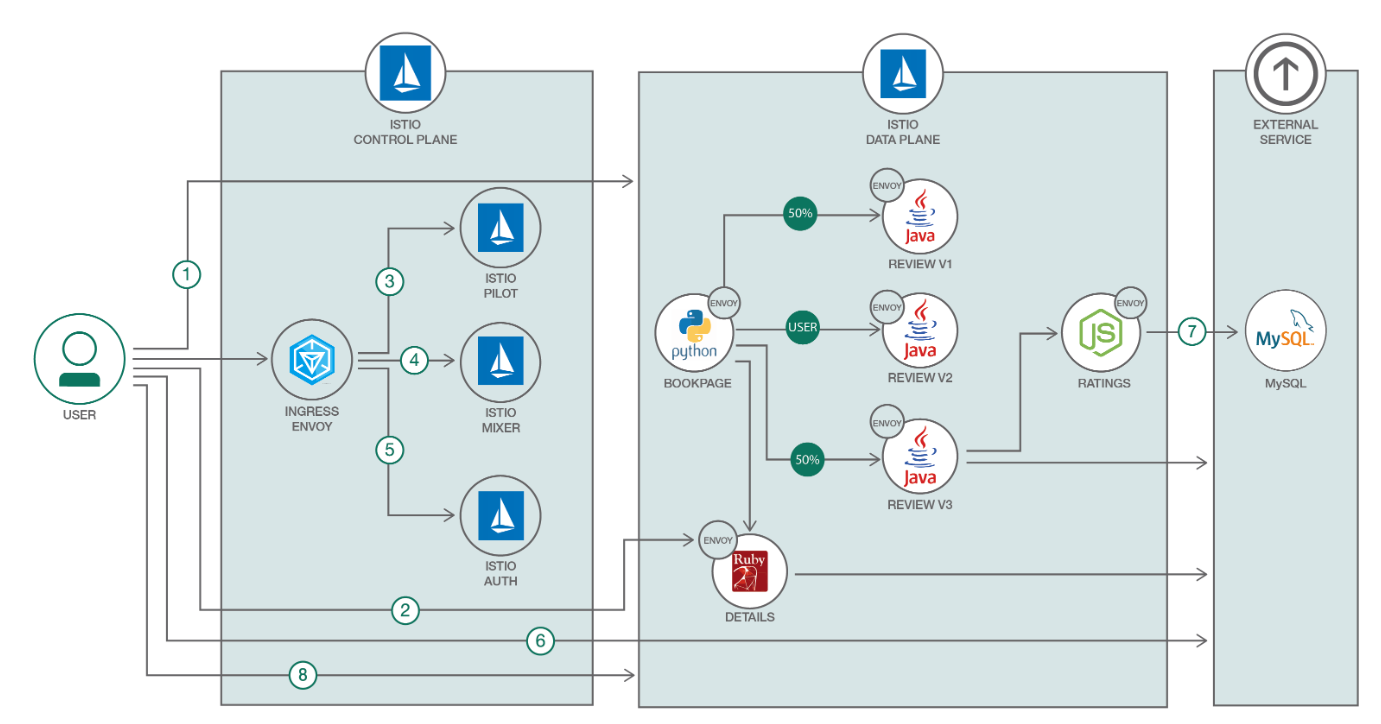 ISTIO
CONTROL PLANE
ISTIO
DATA PLANE
EXTERNAL
SERVICE
1
2
3
4
5
6
7
8
USER
INGRESS
ENVOY
ISTIO
PILOT
ISTIO
MIXER
ISTIO
AUTH
50%
USER
50%
ENVOY
python
BOOKPAGE
ENVOY
Java
REVIEW V1
ENVOY
Java
REVIEW V2
ENVOY
Java
REVIEW V3
ENVOY
Ruby
DETAILS
ENVOY
JS
RATINGS
MySQL
MySQL